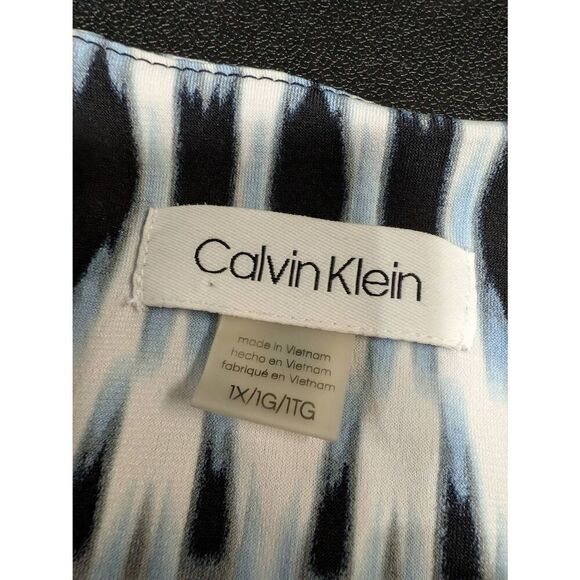 Calvin Klein
made in Vietnam
hecho en Vietnam
fabriqué en Vietnam
1X/1G/1TG